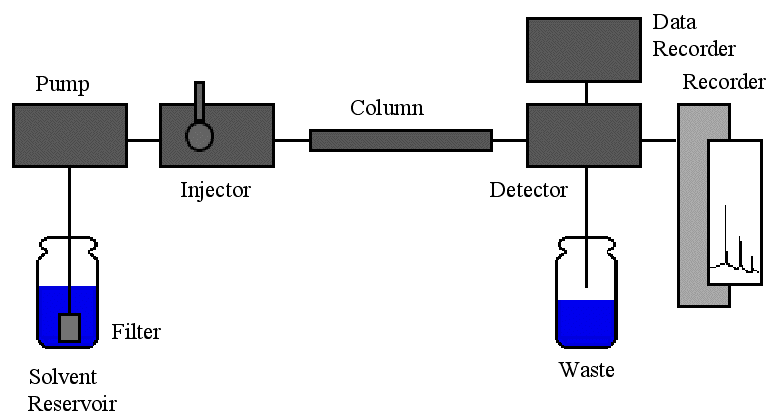 Data
Recorder
Pump
Recorder
Column
Injector
Detector
Filter
Waste
Solvent
Reservoir